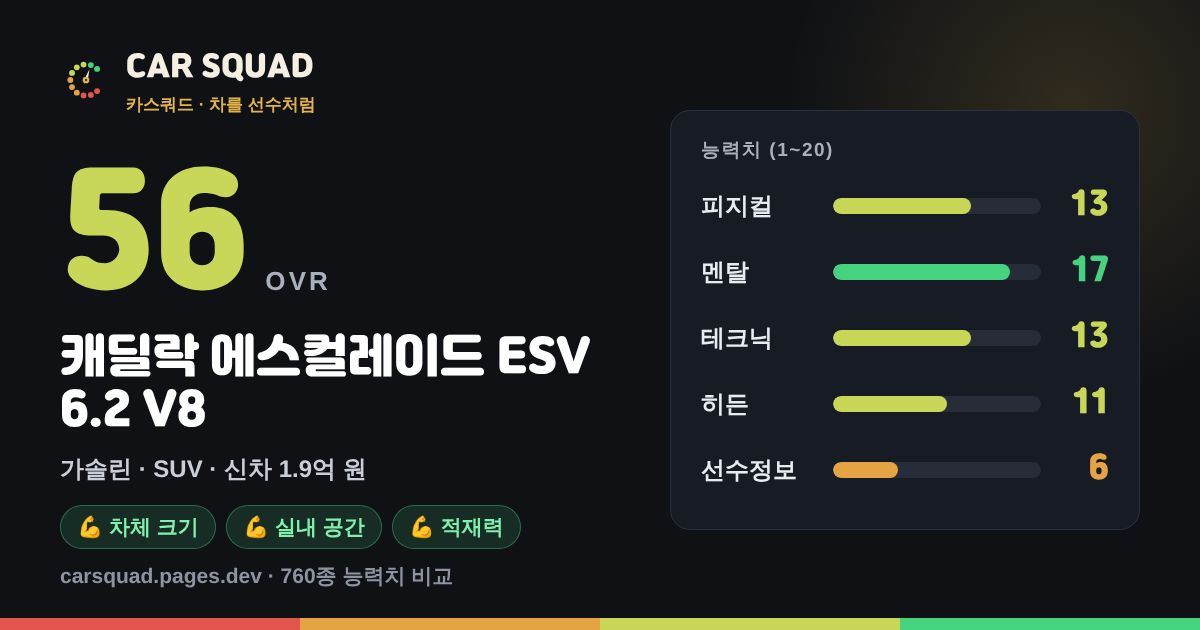 CAR SQUAD
카스쿼드 · 차를 선수처럼
56 OVR
캐딜락 에스컬레이드 ESV
6.2 V8
가솔린 · SUV · 신차 1.9억 원
💪 차체 크기 💪 실내 공간 💪 적재력
carsquad.pages.dev · 760종 능력치 비교
능력치 (1~20)
피지컬 13
멘탈 17
테크닉 13
히든 11
선수정보 6